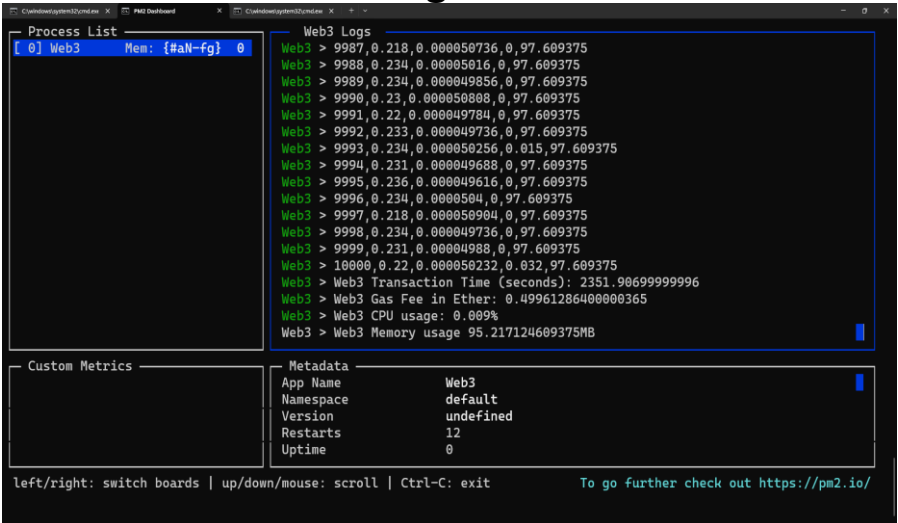 C:\windows\system32\cmd.exe X PM2 Dashboard X C:\windows\system32\cmd.exe X + - o X
Process List
[ 0] Web3 Mem: {#aN-fg} 0
Web3 Logs
Web3 > 9987,0.218,0.000050736,0,97.609375
Web3 > 9988,0.234,0.00005016,0,97.609375
Web3 > 9989,0.234,0.000049856,0,97.609375
Web3 > 9990,0.23,0.000050808,0,97.609375
Web3 > 9991,0.22,0.000049784,0,97.609375
Web3 > 9992,0.233,0.000049736,0,97.609375
Web3 > 9993,0.234,0.000050256,0.015,97.609375
Web3 > 9994,0.231,0.000049688,0,97.609375
Web3 > 9995,0.236,0.000049616,0,97.609375
Web3 > 9996,0.234,0.0000504,0,97.609375
Web3 > 9997,0.218,0.000050904,0,97.609375
Web3 > 9998,0.234,0.000049736,0,97.609375
Web3 > 9999,0.231,0.00004988,0,97.609375
Web3 > 10000,0.22,0.000050232,0.032,97.609375
Web3 > Web3 Transaction Time (seconds): 2351.90699999996
Web3 > Web3 Gas Fee in Ether: 0.49961286400000365
Web3 > Web3 CPU usage: 0.009%
Web3 > Web3 Memory usage 95.217124609375MB
Custom Metrics
Metadata
App Name Web3
Namespace default
Version undefined
Restarts 12
Uptime 0
left/right: switch boards | up/down/mouse: scroll | Ctrl-C: exit To go further check out https://pm2.io/